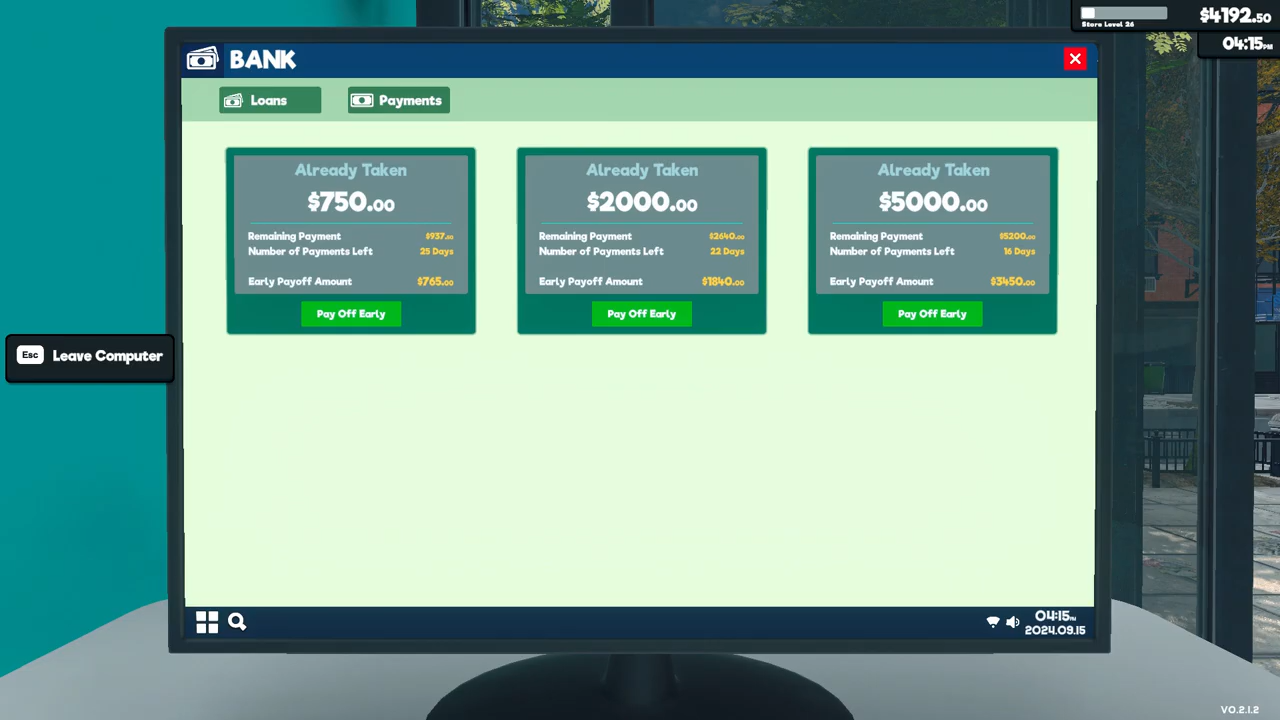 Store Level 26
$4192.50
04:15PM
BANK
Loans
Payments
Already Taken
$750.00
Remaining Payment $937.00
Number of Payments Left 25 Days
Early Payoff Amount $765.00
Pay Off Early
Already Taken
$2000.00
Remaining Payment $2640.00
Number of Payments Left 22 Days
Early Payoff Amount $1840.00
Pay Off Early
Already Taken
$5000.00
Remaining Payment $5200.00
Number of Payments Left 16 Days
Early Payoff Amount $3450.00
Pay Off Early
Esc Leave Computer
04:15PM
2024.09.15
V0.2.1.2